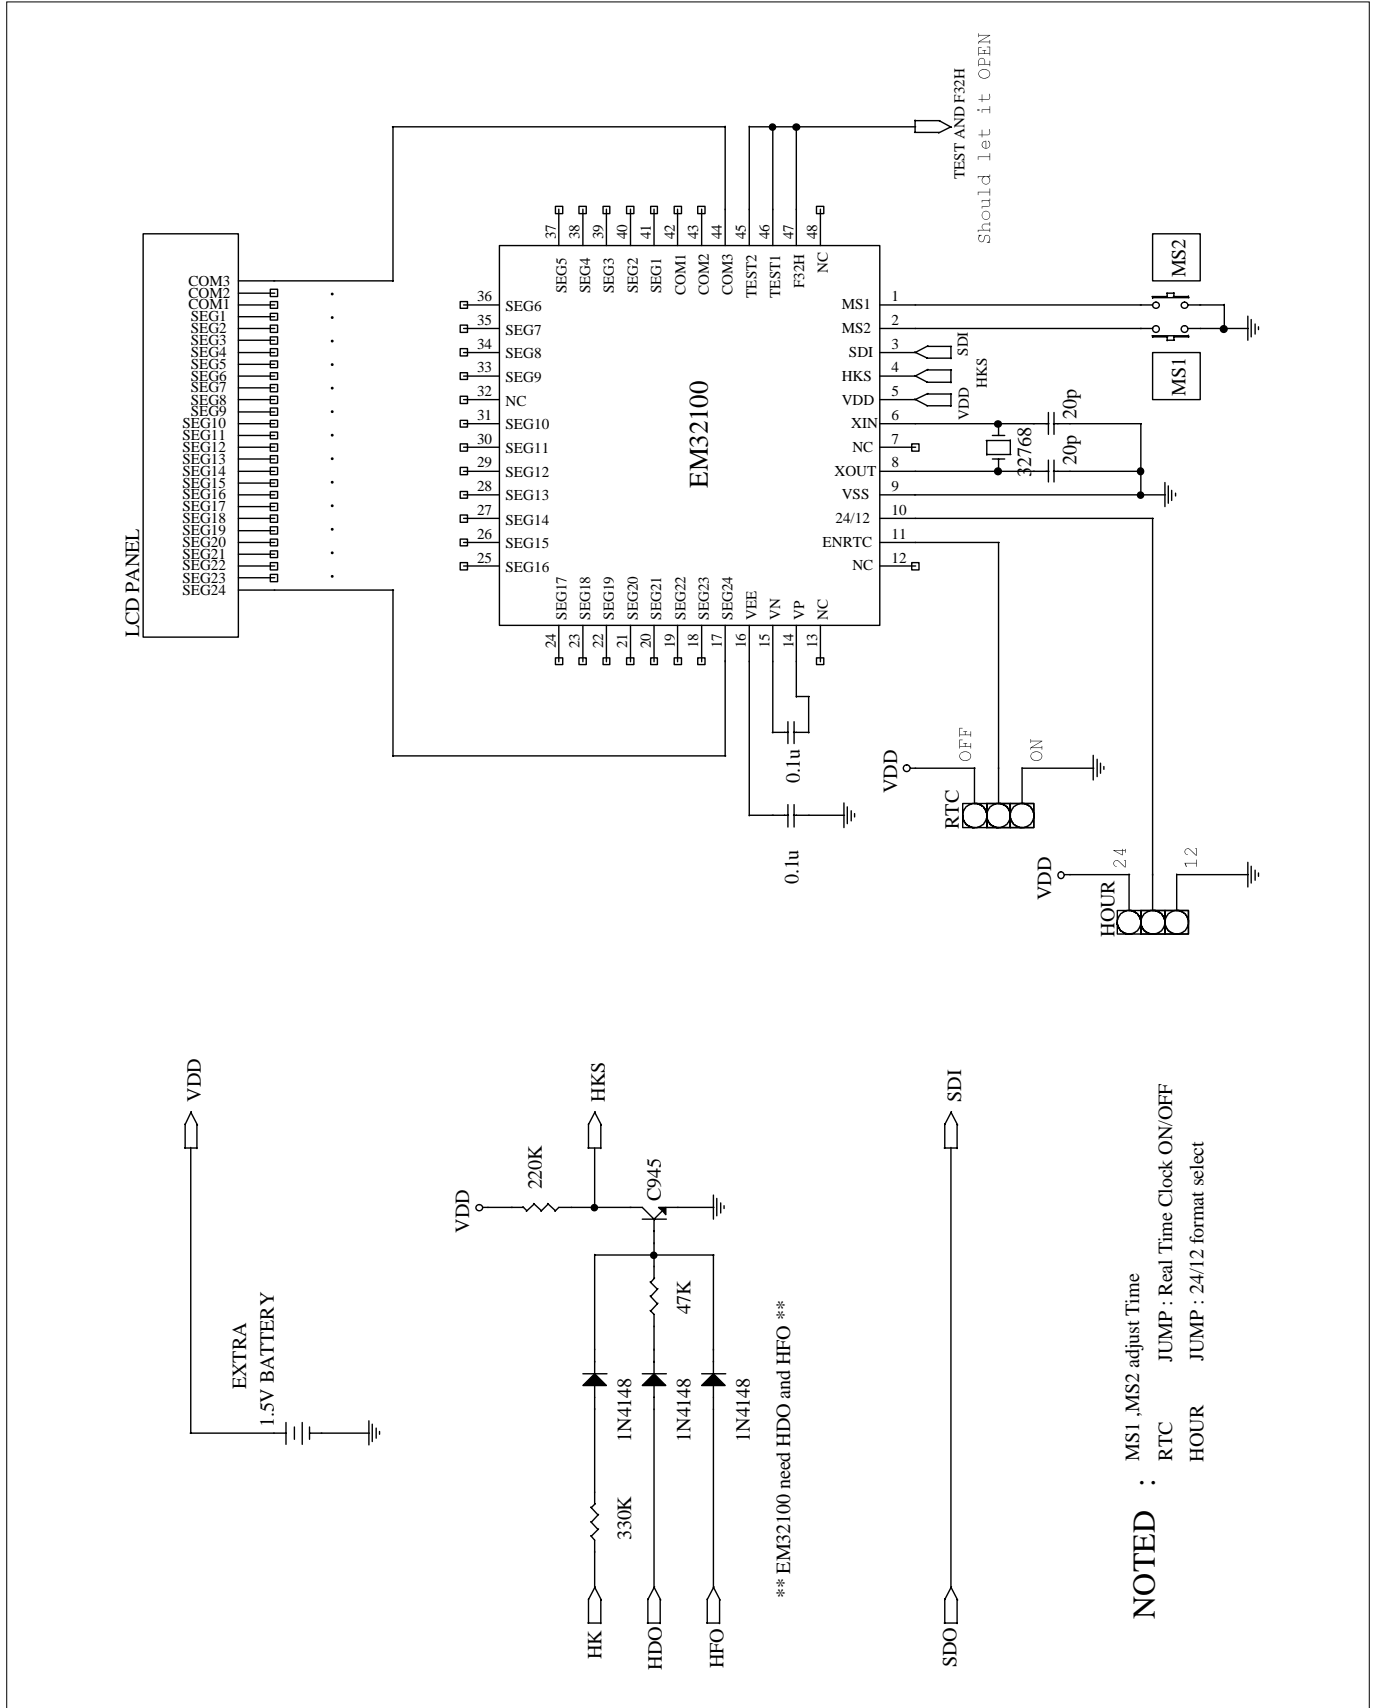 LCD PANEL
COM3
COM2
COM1
SEG1
SEG2
SEG3
SEG4
SEG5
SEG6
SEG7
SEG8
SEG9
SEG10
SEG11
SEG12
SEG13
SEG14
SEG15
SEG16
SEG17
SEG18
SEG19
SEG20
SEG21
SEG22
SEG23
SEG24
EM32100
37 SEG5
38 SEG4
39 SEG3
40 SEG2
41 SEG1
42 COM1
43 COM2
44 COM3
45 TEST2
46 TEST1
47 F32H
48 NC
36 SEG6
35 SEG7
34 SEG8
33 SEG9
32 NC
31 SEG10
30 SEG11
29 SEG12
28 SEG13
27 SEG14
26 SEG15
25 SEG16
24 SEG17
23 SEG18
22 SEG19
21 SEG20
20 SEG21
19 SEG22
18 SEG23
17 SEG24
16 VEE
15 VN
14 VP
13 NC
MS1 1
MS2 2
SDI 3
HKS 4
VDD 5
XIN 6
NC 7
XOUT 8
VSS 9
24/12 10
ENRTC 11
NC 12
TEST AND F32H
Should let it OPEN
MS2
MS1
SDI
HKS
VDD
32768
20p
20p
0.1u
0.1u
VDD
OFF
RTC
ON
VDD
24
HOUR
12
VDD
EXTRA
1.5V BATTERY
VDD
220K
HKS
C945
47K
1N4148
1N4148
1N4148
330K
HK
HDO
HFO
** EM32100 need HDO and HFO **
SDO
SDI
NOTED :
MS1 ,MS2 adjust Time
RTC JUMP : Real Time Clock ON/OFF
HOUR JUMP : 24/12 format select